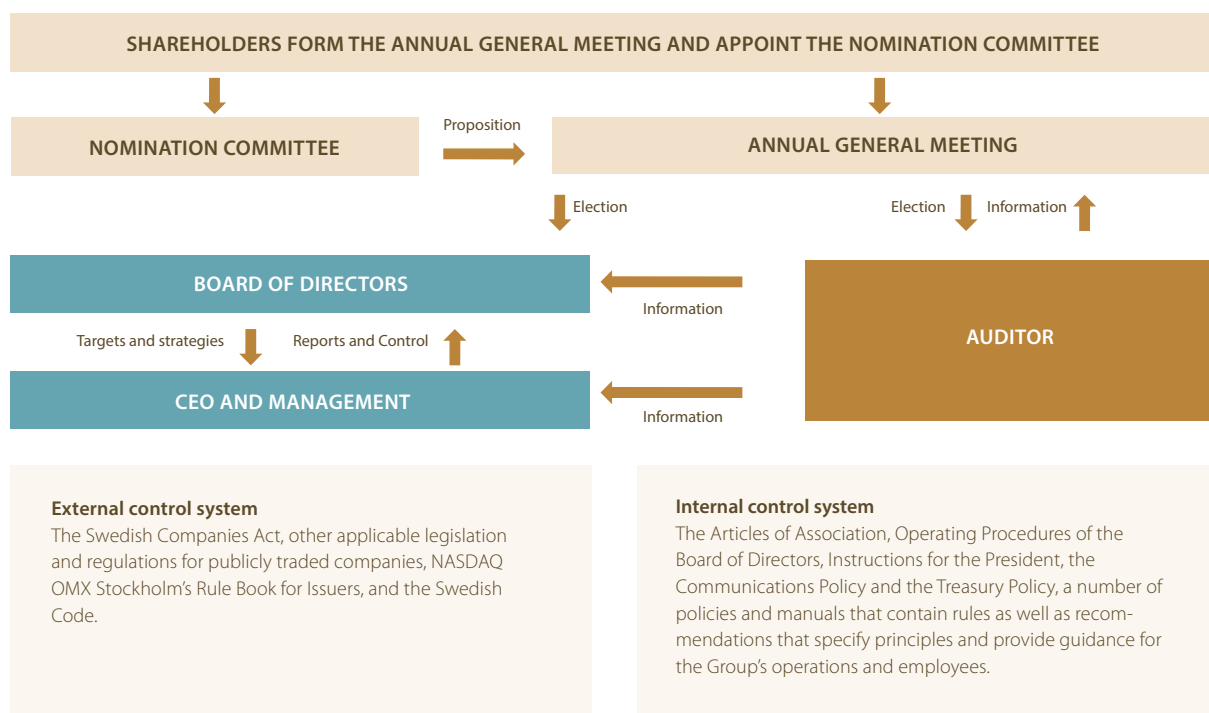 SHAREHOLDERS FORM THE ANNUAL GENERAL MEETING AND APPOINT THE NOMINATION COMMITTEE
NOMINATION COMMITTEE
Proposition
ANNUAL GENERAL MEETING
Election
Election
Information
BOARD OF DIRECTORS
Information
AUDITOR
Targets and strategies
Reports and Control
CEO AND MANAGEMENT
Information
External control system
The Swedish Companies Act, other applicable legislation
and regulations for publicly traded companies, NASDAQ
OMX Stockholm’s Rule Book for Issuers, and the Swedish
Code.
Internal control system
The Articles of Association, Operating Procedures of the
Board of Directors, Instructions for the President, the
Communications Policy and the Treasury Policy, a number of
policies and manuals that contain rules as well as recom-
mendations that specify principles and provide guidance for
the Group’s operations and employees.